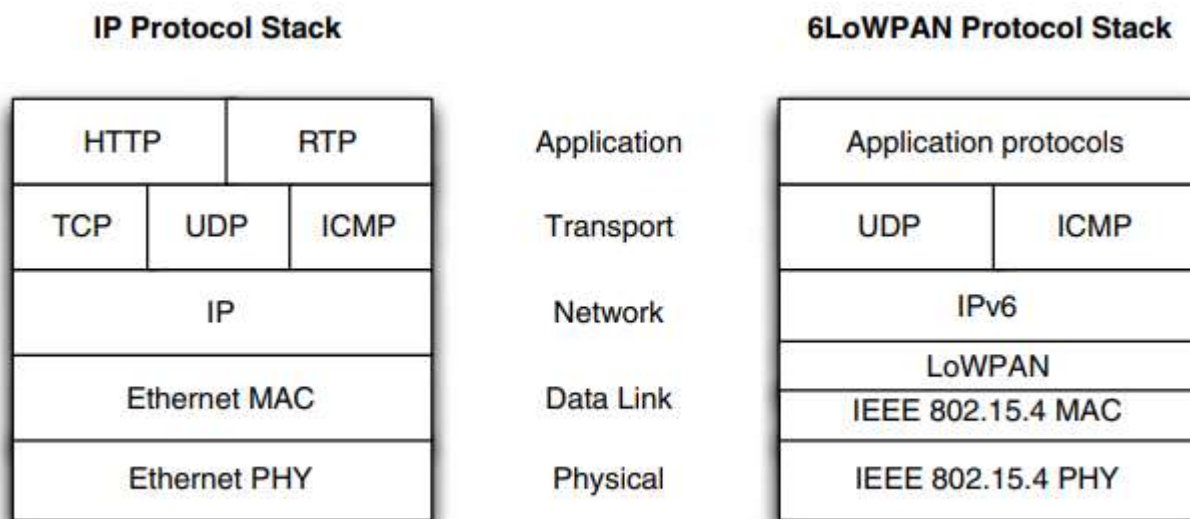 IP Protocol Stack
6LoWPAN Protocol Stack
HTTP RTP
Application
Application protocols
TCP UDP ICMP
Transport
UDP ICMP
IP
Network
IPv6
LoWPAN
Ethernet MAC
Data Link
IEEE 802.15.4 MAC
Ethernet PHY
Physical
IEEE 802.15.4 PHY